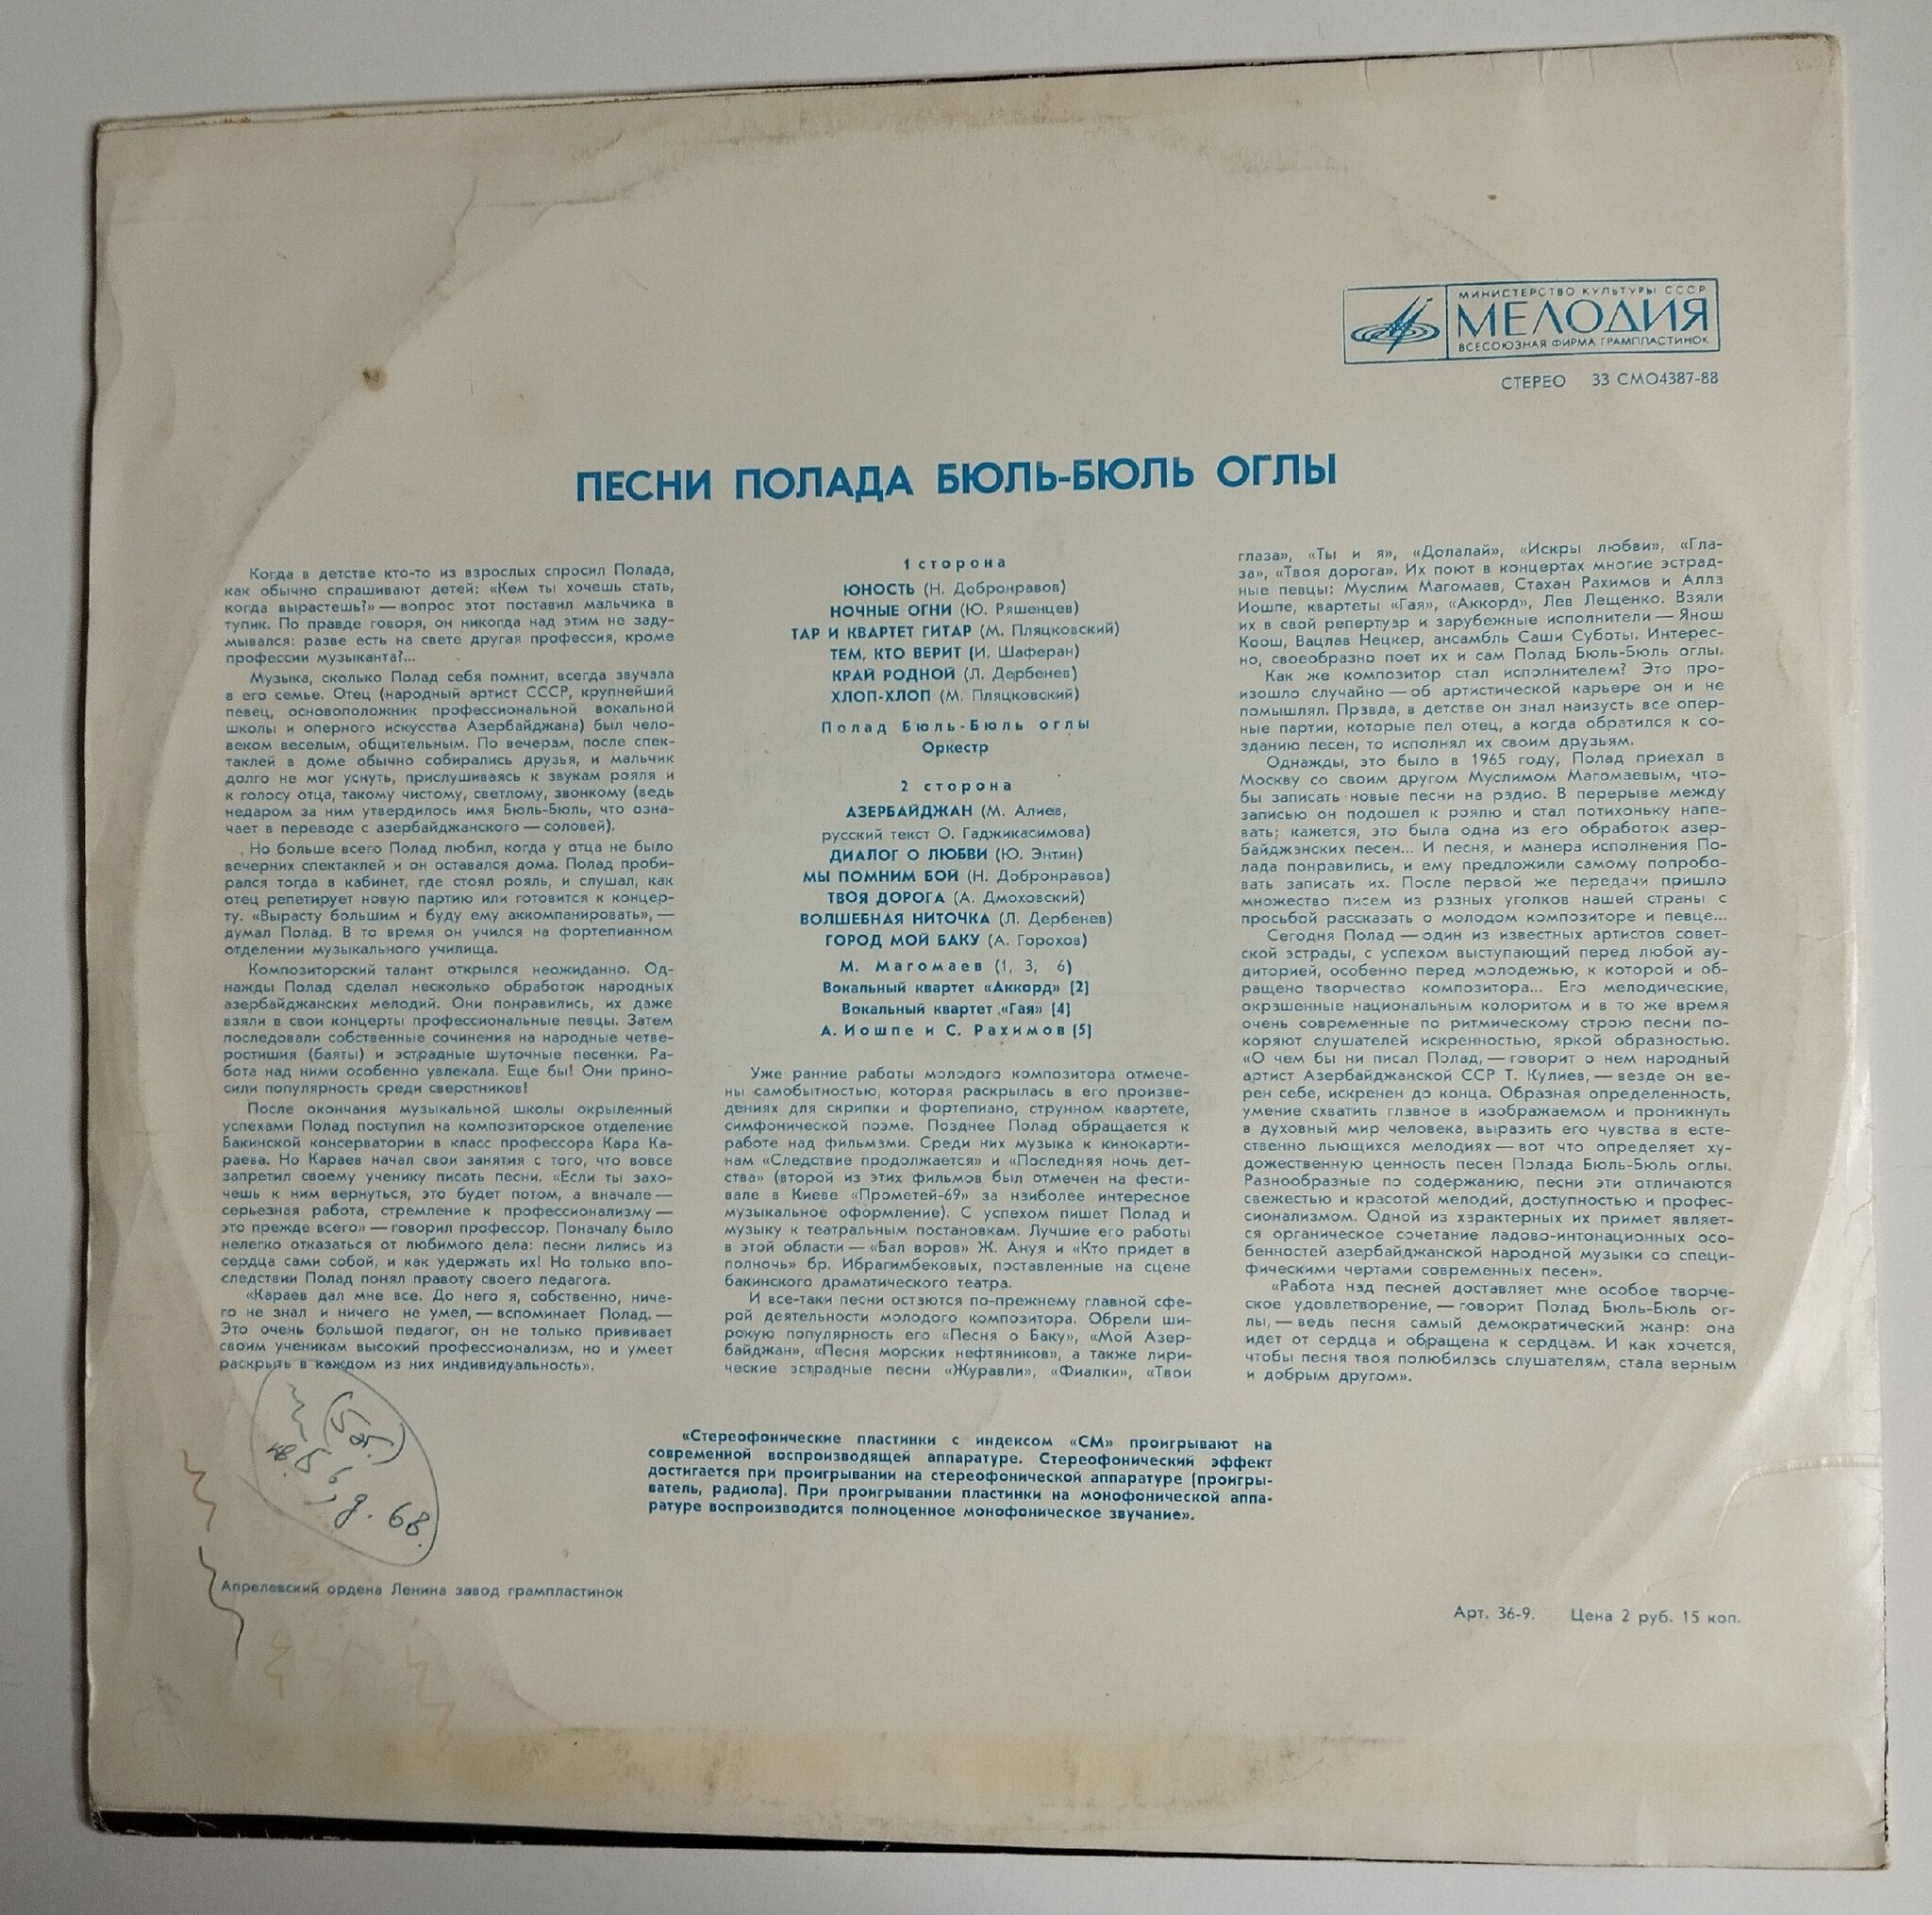 МИНИСТЕРСТВО КУЛЬТУРЫ СССР
МЕЛОДИЯ
ВСЕСОЮЗНАЯ ФИРМА ГРАМПЛАСТИНОК
СТЕРЕО 33 СМО4387-88
ПЕСНИ ПОЛАДА БЮЛЬ-БЮЛЬ ОГЛЫ
Когда в детстве кто-то из взрослых спросил Полада,
как обычно спрашивают детей: «Кем ты хочешь стать,
когда вырастешь?» — вопрос этот поставил мальчика в
тупик. По правде говоря, он никогда над этим не заду-
мывался: разве есть на свете другая профессия, кроме
профессии музыканта?...
Музыка, сколько Полад себя помнит, всегда звучала
в его семье. Отец (народный артист СССР, крупнейший
певец, основоположник профессиональной вокальной
школы и оперного искусства Азербайджана) был чело-
веком веселым, общительным. По вечерам, после спек-
таклей в доме обычно собирались друзья, и мальчик
долго не мог уснуть, прислушиваясь к звукам рояля и
к голосу отца, такому чистому, светлому, звонкому (ведь
недаром за ним утвердилось имя Бюль-Бюль, что озна-
чает в переводе с азербайджанского — соловей).
Но больше всего Полад любил, когда у отца не было
вечерних спектаклей и он оставался дома. Полад проби-
рался тогда в кабинет, где стоял рояль, и слушал, как
отец репетирует новую партию или готовится к концер-
ту. «Вырасту большим и буду ему аккомпанировать», —
думал Полад. В то время он учился на фортепианном
отделении музыкального училища.
Композиторский талант открылся неожиданно. Од-
нажды Полад сделал несколько обработок народных
азербайджанских мелодий. Они понравились, их даже
взяли в свои концерты профессиональные певцы. Затем
последовали собственные сочинения на народные четве-
ростишия (баяты) и эстрадные шуточные песенки. Ра-
бота над ними особенно увлекала. Еще бы! Они прино-
сили популярность среди сверстников!
После окончания музыкальной школы окрыленный
успехами Полад поступил на композиторское отделение
Бакинской консерватории в класс профессора Кара Ка-
раева. Но Караев начал свои занятия с того, что вовсе
запретил своему ученику писать песни. «Если ты захо-
чешь к ним вернуться, это будет потом, а вначале —
серьезная работа, стремление к профессионализму —
это прежде всего» — говорил профессор. Поначалу было
нелегко отказаться от любимого дела: песни лились из
сердца сами собой, и как удержать их! Но только впо-
следствии Полад понял правоту своего педагога.
«Караев дал мне все. До него я, собственно, ниче-
го не знал и ничего не умел, — вспоминает Полад. —
Это очень большой педагог, он не только прививает
своим ученикам высокий профессионализм, но и умеет
раскрыть в каждом из них индивидуальность».
1 сторона
ЮНОСТЬ (Н. Добронравов)
НОЧНЫЕ ОГНИ (Ю. Ряшенцев)
ТАР И КВАРТЕТ ГИТАР (М. Пляцковский)
ТЕМ, КТО ВЕРИТ (И. Шаферан)
КРАЙ РОДНОЙ (Л. Дербенев)
ХЛОП-ХЛОП (М. Пляцковский)
Полад Бюль-Бюль оглы
Оркестр
2 сторона
АЗЕРБАЙДЖАН (М. Алиев,
русский текст О. Гаджикасимова)
ДИАЛОГ О ЛЮБВИ (Ю. Энтин)
МЫ ПОМНИМ БОЙ (Н. Добронравов)
ТВОЯ ДОРОГА (А. Дмоховский)
ВОЛШЕБНАЯ НИТОЧКА (Л. Дербенев)
ГОРОД МОЙ БАКУ (А. Горохов)
М. Магомаев (1, 3, 6)
Вокальный квартет «Аккорд» (2)
Вокальный квартет «Гая» (4)
А. Иошпе и С. Рахимов (5)
Уже ранние работы молодого композитора отмече-
ны самобытностью, которая раскрылась в его произве-
дениях для скрипки и фортепиано, струнном квартете,
симфонической поэме. Позднее Полад обращается к
работе над фильмами. Среди них музыка к кинокарти-
нам «Следствие продолжается» и «Последняя ночь дет-
ства» (второй из этих фильмов был отмечен на фести-
вале в Киеве «Прометей-69» за наиболее интересное
музыкальное оформление). С успехом пишет Полад и
музыку к театральным постановкам. Лучшие его работы
в этой области — «Бал воров» Ж. Ануя и «Кто придет в
полночь» бр. Ибрагимбековых, поставленные на сцене
бакинского драматического театра.
И все-таки песни остаются по-прежнему главной сфе-
рой деятельности молодого композитора. Обрели ши-
рокую популярность его «Песня о Баку», «Мой Азер-
байджан», «Песня морских нефтяников», а также лири-
ческие эстрадные песни «Журавли», «Фиалки», «Твои
глаза», «Ты и я», «Долалай», «Искры любви», «Гла-
за», «Твоя дорога». Их поют в концертах многие эстрад-
ные певцы: Муслим Магомаев, Стахан Рахимов и Алла
Иошпе, квартеты «Гая», «Аккорд», Лев Лещенко. Взяли
их в свой репертуар и зарубежные исполнители — Янош
Коош, Вацлав Нецкер, ансамбль Саши Суботы. Интерес-
но, своеобразно поет их и сам Полад Бюль-Бюль оглы.
Как же композитор стал исполнителем? Это про-
изошло случайно — об артистической карьере он и не
помышлял. Правда, в детстве он знал наизусть все опер-
ные партии, которые пел отец, а когда обратился к со-
зданию песен, то исполнял их своим друзьям.
Однажды, это было в 1965 году, Полад приехал в
Москву со своим другом Муслимом Магомаевым, что-
бы записать новые песни на радио. В перерыве между
записью он подошел к роялю и стал потихоньку напе-
вать; кажется, это была одна из его обработок азер-
байджанских песен... И песня, и манера исполнения По-
лада понравились, и ему предложили самому попробо-
вать записать их. После первой же передачи пришло
множество писем из разных уголков нашей страны с
просьбой рассказать о молодом композиторе и певце...
Сегодня Полад — один из известных артистов совет-
ской эстрады, с успехом выступающий перед любой ау-
диторией, особенно перед молодежью, к которой и об-
ращено творчество композитора... Его мелодические,
окрашенные национальным колоритом и в то же время
очень современные по ритмическому строю песни по-
коряют слушателей искренностью, яркой образностью.
«О чем бы ни писал Полад, — говорит о нем народный
артист Азербайджанской ССР Т. Кулиев, — везде он ве-
рен себе, искренен до конца. Образная определенность,
умение схватить главное в изображаемом и проникнуть
в духовный мир человека, выразить его чувства в есте-
ственно льющихся мелодиях — вот что определяет ху-
дожественную ценность песен Полада Бюль-Бюль оглы.
Разнообразные по содержанию, песни эти отличаются
свежестью и красотой мелодий, доступностью и профес-
сионализмом. Одной из характерных их примет являет-
ся органическое сочетание ладово-интонационных осо-
бенностей азербайджанской народной музыки со специ-
фическими чертами современных песен».
«Работа над песней доставляет мне особое творче-
ское удовлетворение, — говорит Полад Бюль-Бюль ог-
лы, — ведь песня самый демократический жанр: она
идет от сердца и обращена к сердцам. И как хочется,
чтобы песня твоя полюбилась слушателям, стала верным
и добрым другом».
«Стереофонические пластинки с индексом «СМ» проигрывают на
современной воспроизводящей аппаратуре. Стереофонический эффект
достигается при проигрывании на стереофонической аппаратуре (проигры-
ватель, радиола). При проигрывании пластинки на монофонической аппа-
ратуре воспроизводится полноценное монофоническое звучание».
68.
Апрелевский ордена Ленина завод грампластинок
Арт. 36-9. Цена 2 руб. 15 коп.